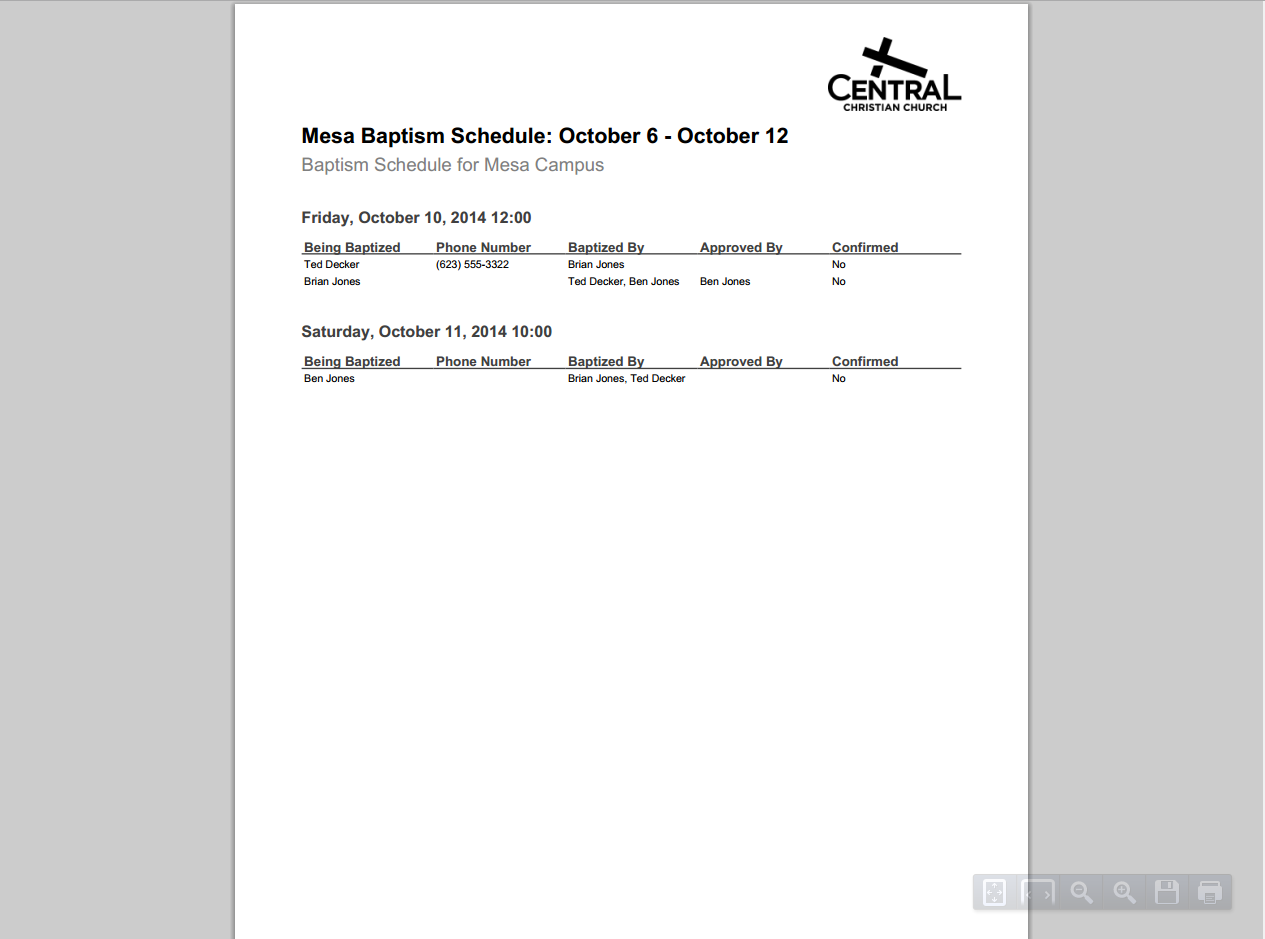 CENTRAL
CHRISTIAN CHURCH
Mesa Baptism Schedule: October 6 - October 12
Baptism Schedule for Mesa Campus
Friday, October 10, 2014 12:00
Being Baptized Phone Number Baptized By Approved By Confirmed
Ted Decker (623) 555-3322 Brian Jones No
Brian Jones Ted Decker, Ben Jones Ben Jones No
Saturday, October 11, 2014 10:00
Being Baptized Phone Number Baptized By Approved By Confirmed
Ben Jones Brian Jones, Ted Decker No